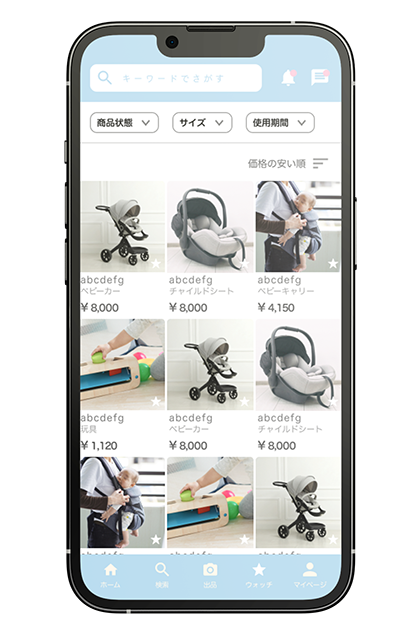 キーワードでさがす
商品状態 サイズ 使用期間
価格の安い順
abcdefg abcdefg abcdefg
ベビーカー チャイルドシート ベビーキャリー
¥ 8,000 ¥ 8,000 ¥ 4,150
abcdefg abcdefg abcdefg
玩具 ベビーカー チャイルドシート
¥ 1,120 ¥ 8,000 ¥ 8,000
abcdefg abcdefg abcdefg
ホーム 検索 出品 ウォッチ マイページ